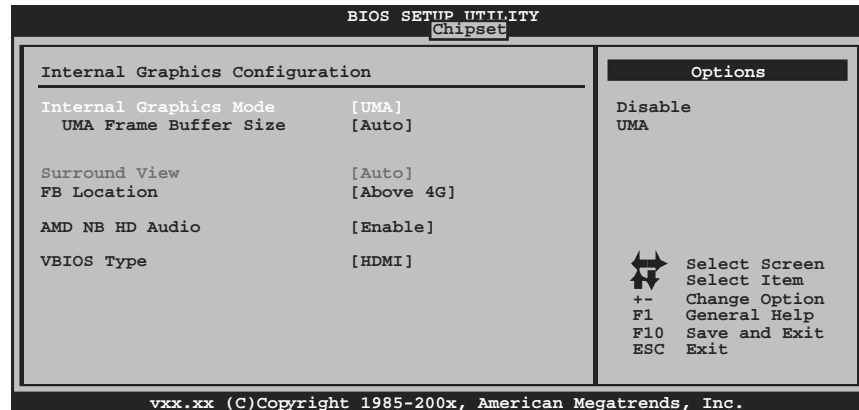 BIOS SETUP UTILITY
Chipset
Internal Graphics Configuration
Internal Graphics Mode [UMA]
UMA Frame Buffer Size [Auto]
Surround View [Auto]
FB Location [Above 4G]
AMD NB HD Audio [Enable]
VBIOS Type [HDMI]
Options
Disable
UMA
Select Screen
Select Item
+- Change Option
F1 General Help
F10 Save and Exit
ESC Exit
vxx.xx (C)Copyright 1985-200x, American Megatrends, Inc.